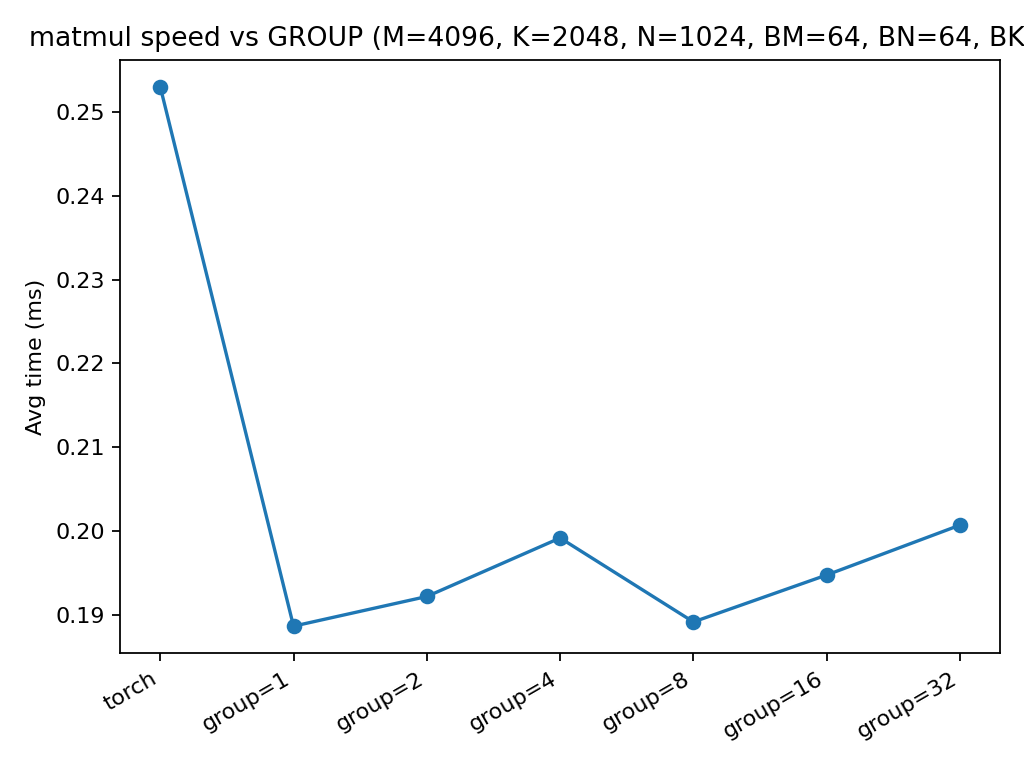 matmul speed vs GROUP (M=4096, K=2048, N=1024, BM=64, BN=64, BK
Avg time (ms)
0.25
0.24
0.23
0.22
0.21
0.20
0.19
torch
group=1
group=2
group=4
group=8
group=16
group=32